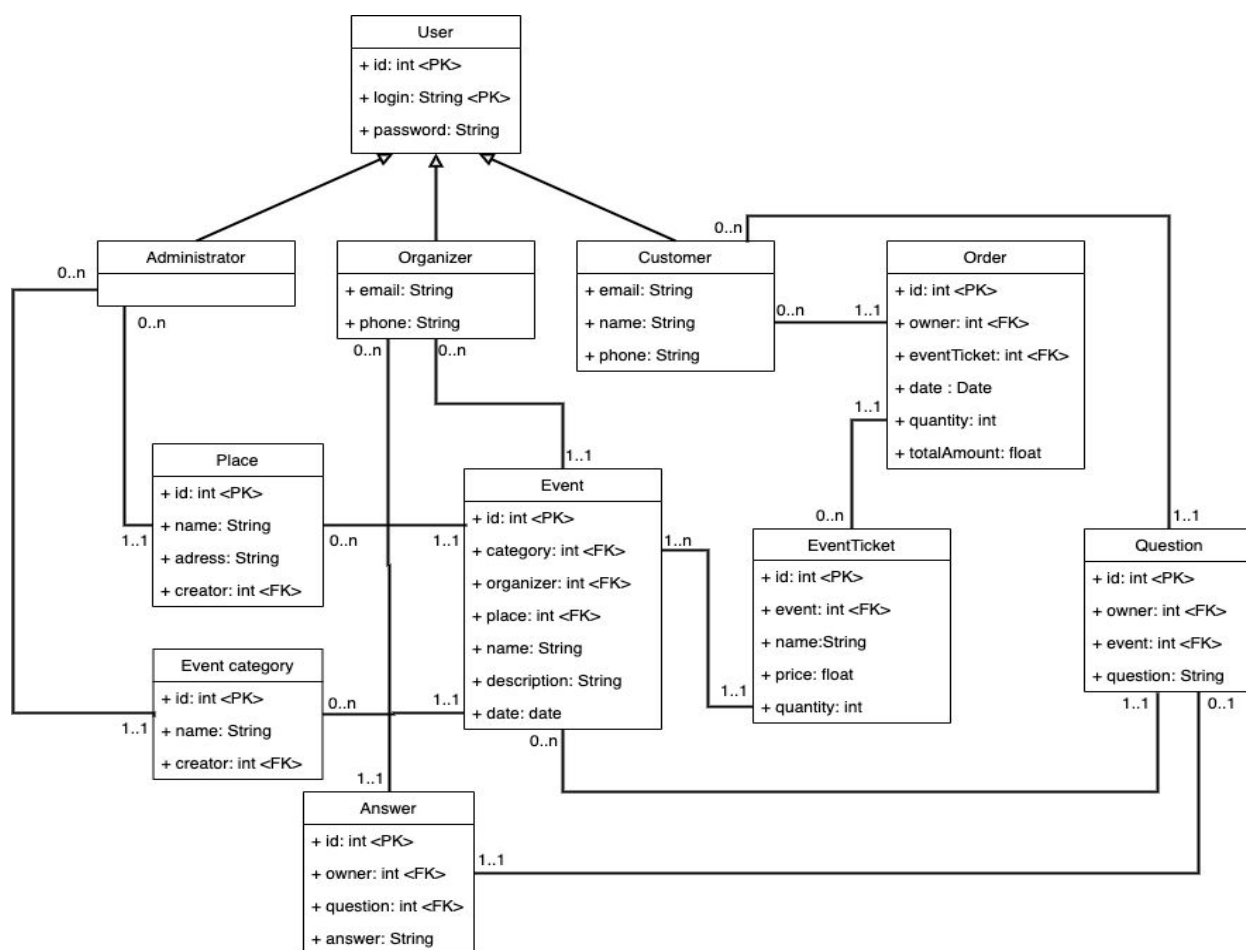 User
+ id: int <PK>
+ login: String <PK>
+ password: String
Administrator
0..n
0..n
Organizer
+ email: String
+ phone: String
0..n
0..n
Customer
+ email: String
+ name: String
+ phone: String
0..n
0..n
1..1
Order
+ id: int <PK>
+ owner: int <FK>
+ eventTicket: int <FK>
+ date : Date
+ quantity: int
+ totalAmount: float
1..1
Place
+ id: int <PK>
+ name: String
+ adress: String
+ creator: int <FK>
1..1
0..n
Event
+ id: int <PK>
+ category: int <FK>
+ organizer: int <FK>
+ place: int <FK>
+ name: String
+ description: String
+ date: date
1..1
1..1
1..n
1..1
0..n
EventTicket
+ id: int <PK>
+ event: int <FK>
+ name:String
+ price: float
+ quantity: int
0..n
1..1
Question
+ id: int <PK>
+ owner: int <FK>
+ event: int <FK>
+ question: String
1..1
1..1
0..1
Event category
+ id: int <PK>
+ name: String
+ creator: int <FK>
1..1
0..n
Answer
+ id: int <PK>
+ owner: int <FK>
+ question: int <FK>
+ answer: String
1..1
1..1